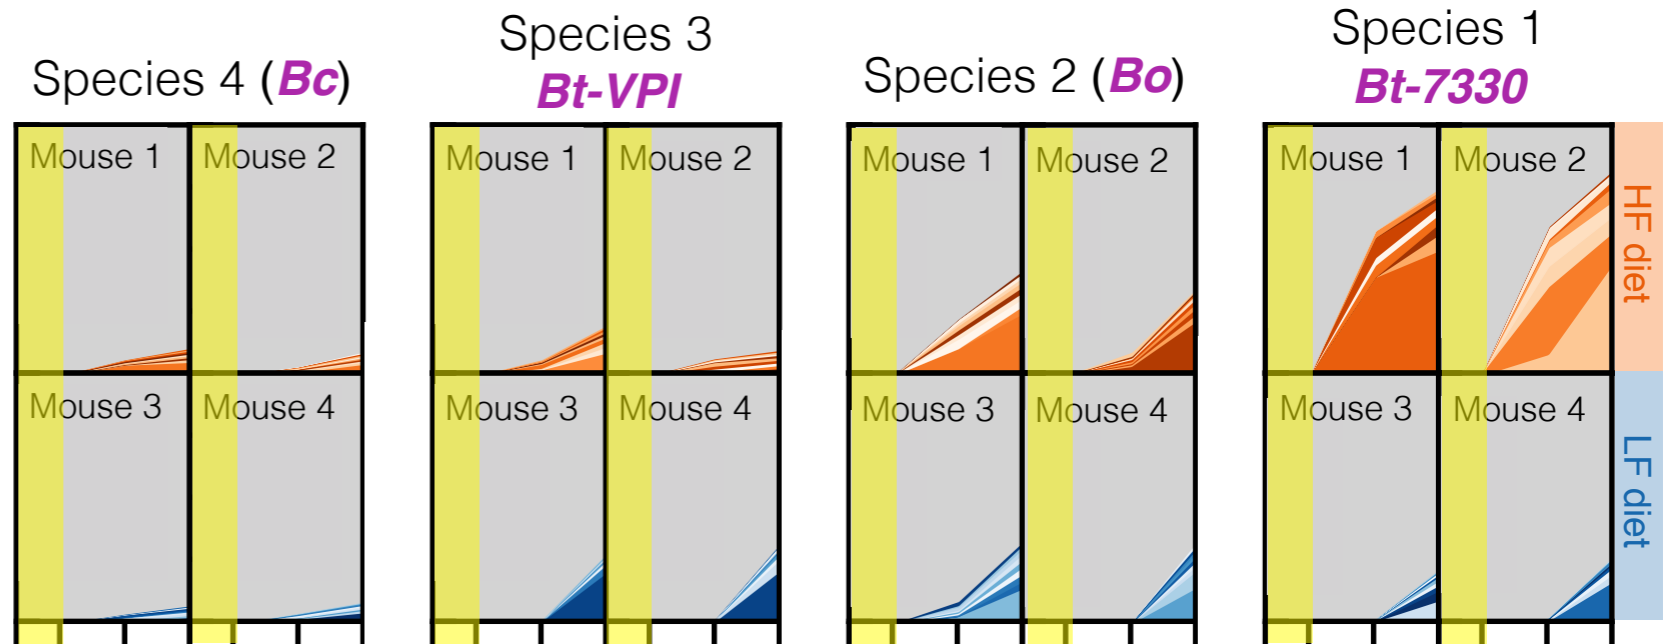 Species 4 (Bc)
Species 3
Bt-VPI
Species 2 (Bo)
Species 1
Bt-7330
Mouse 1
Mouse 2
Mouse 1
Mouse 2
Mouse 1
Mouse 2
Mouse 1
Mouse 2
HF diet
Mouse 3
Mouse 4
Mouse 3
Mouse 4
Mouse 3
Mouse 4
Mouse 3
Mouse 4
LF diet